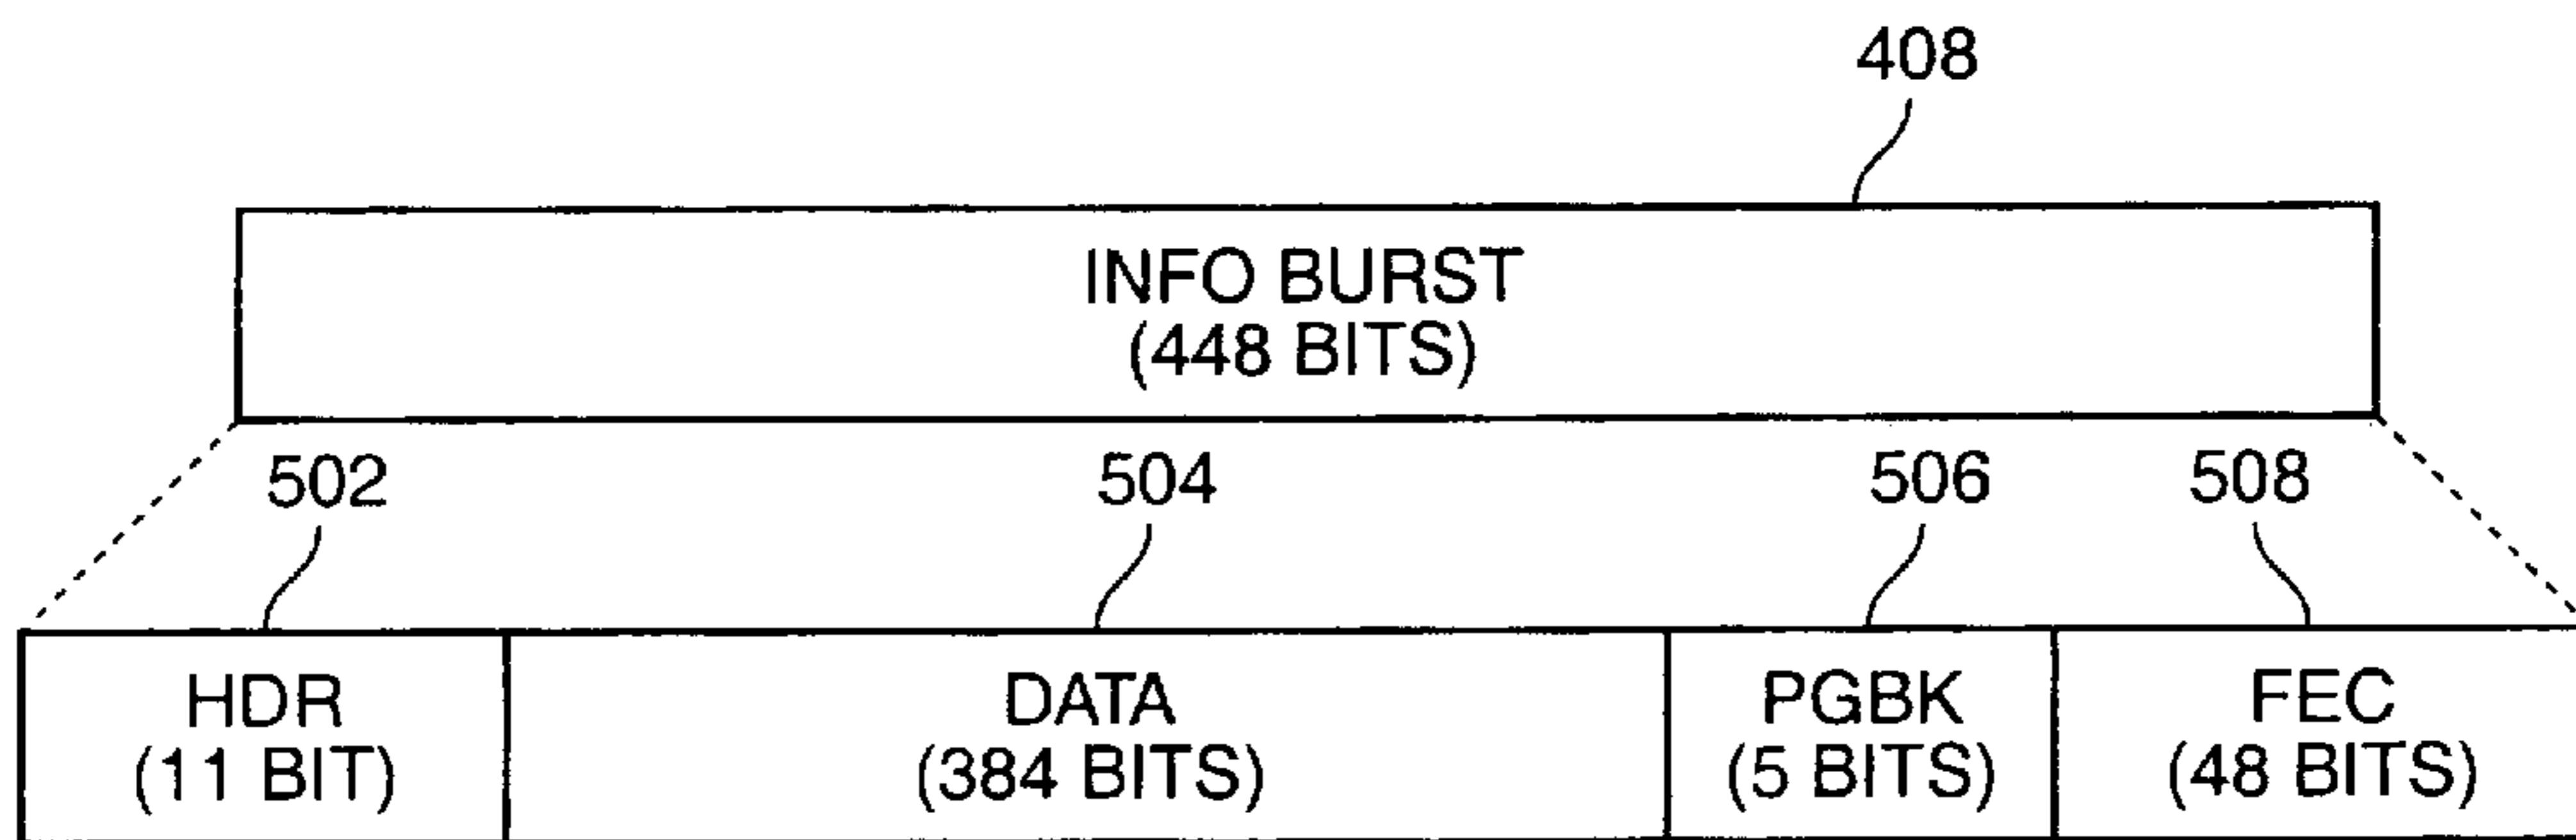 408
INFO BURST
(448 BITS)
502
504
506
508
HDR
(11 BIT)
DATA
(384 BITS)
PGBK
(5 BITS)
FEC
(48 BITS)